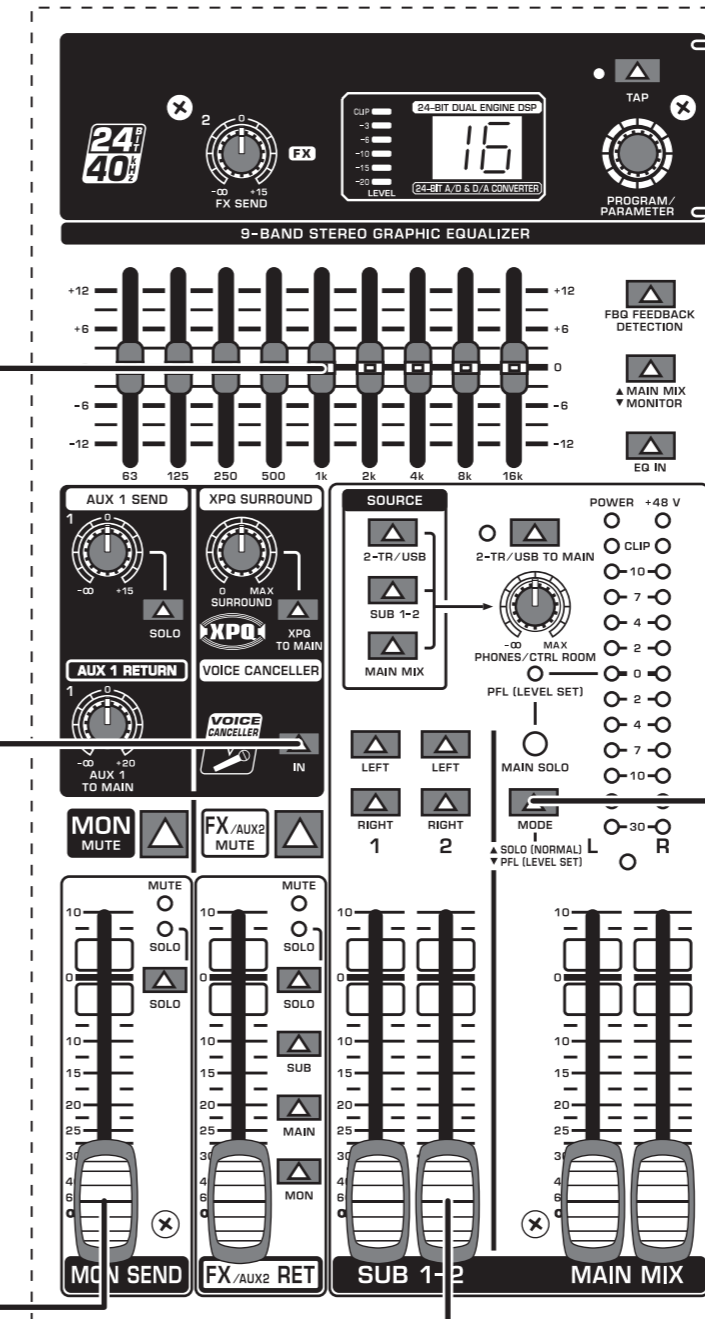 TAP
2 0
CLIP
24-BIT DUAL ENGINE DSP
24 BIT
40 kHz
FX
-3
-6
-10
-15
-20
LEVEL
16
24-BIT A/D & D/A CONVERTER
-∞ +15
FX SEND
PROGRAM/
PARAMETER
9-BAND STEREO GRAPHIC EQUALIZER
+12 +12
+6 +6
0
-6 -6
-12 -12
63 125 250 500 1k 2k 4k 8k 16k
FBQ FEEDBACK
DETECTION
▲ MAIN MIX
▼ MONITOR
EQ IN
AUX 1 SEND
1 0
-∞ +15
SOLO
XPQ SURROUND
0 MAX
SURROUND
XPQ
XPQ
TO MAIN
AUX 1 RETURN
1 0
-∞ +20
AUX 1
TO MAIN
VOICE CANCELLER
VOICE
CANCELLER
IN
SOURCE
2-TR/USB
SUB 1-2
MAIN MIX
2-TR/USB TO MAIN
-∞ MAX
PHONES/CTRL ROOM
PFL (LEVEL SET)
MAIN SOLO
MODE
▲ SOLO (NORMAL)
▼ PFL (LEVEL SET)
POWER +48 V
CLIP
10
7
4
2
0
2
4
7
10
30
L R
LEFT LEFT
RIGHT RIGHT
1 2
MON
MUTE
FX/AUX2
MUTE
MUTE
SOLO
SOLO
10
0
10
15
20
25
30
MON SEND
MUTE
SOLO
SOLO
SUB
MAIN
MON
10
0
10
15
20
25
30
FX/AUX2 RET
10
0
10
15
20
25
30
SUB 1-2
10
0
10
15
20
25
30
MAIN MIX